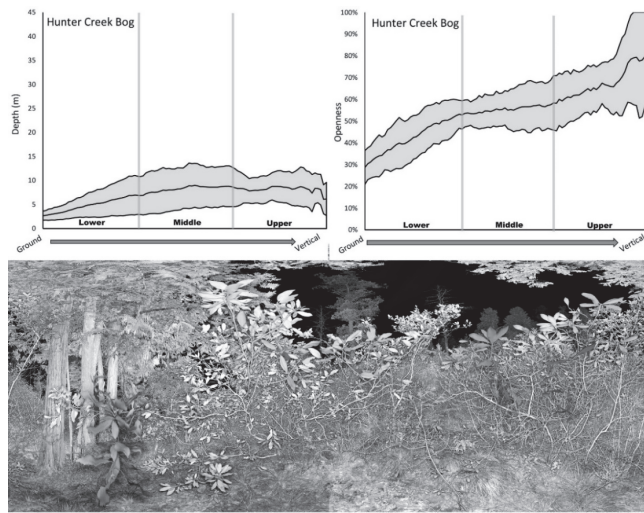 Hunter Creek Bog
45
40
35
30
25
20
15
10
5
0
Depth (m)
Lower Middle Upper
Ground Vertical
Hunter Creek Bog
100%
90%
80%
70%
60%
50%
40%
30%
20%
10%
0%
Openness
Lower Middle Upper
Ground Vertical